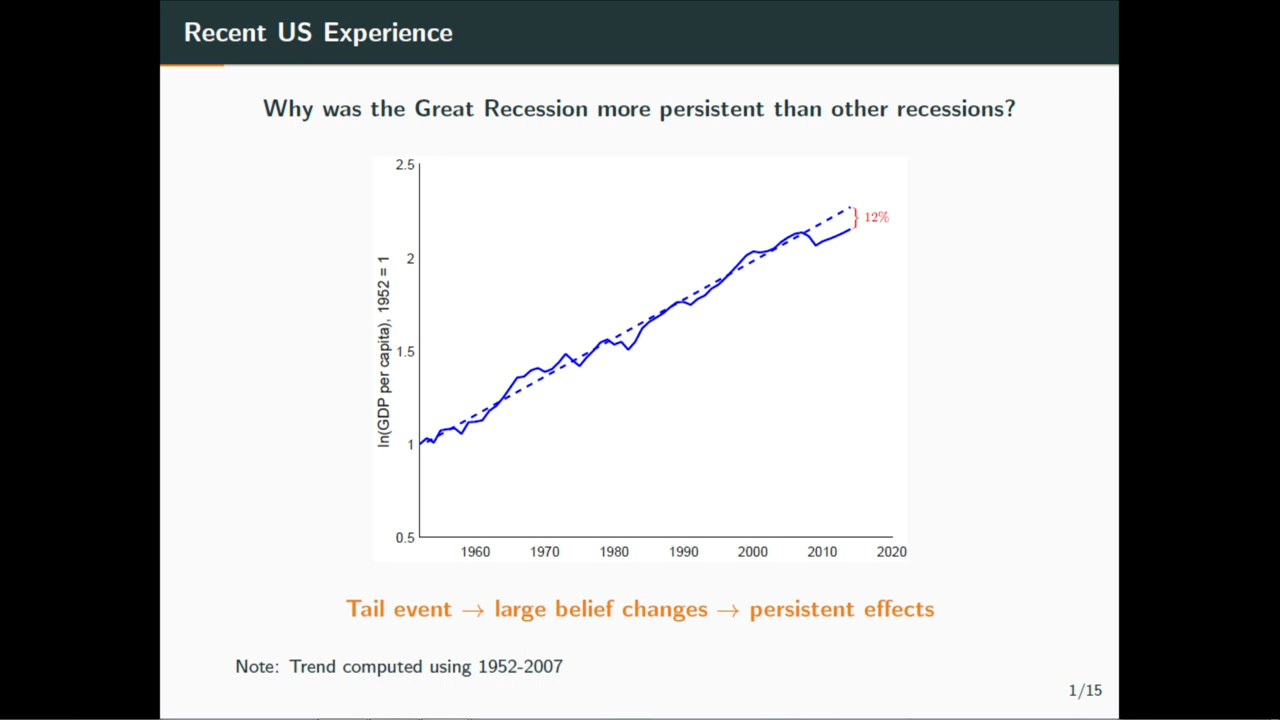 Recent US Experience
Why was the Great Recession more persistent than other recessions?
2.5
2
1.5
1
0.5
ln(GDP per capita), 1952 = 1
12%
1960 1970 1980 1990 2000 2010 2020
Tail event → large belief changes → persistent effects
Note: Trend computed using 1952-2007
1/15